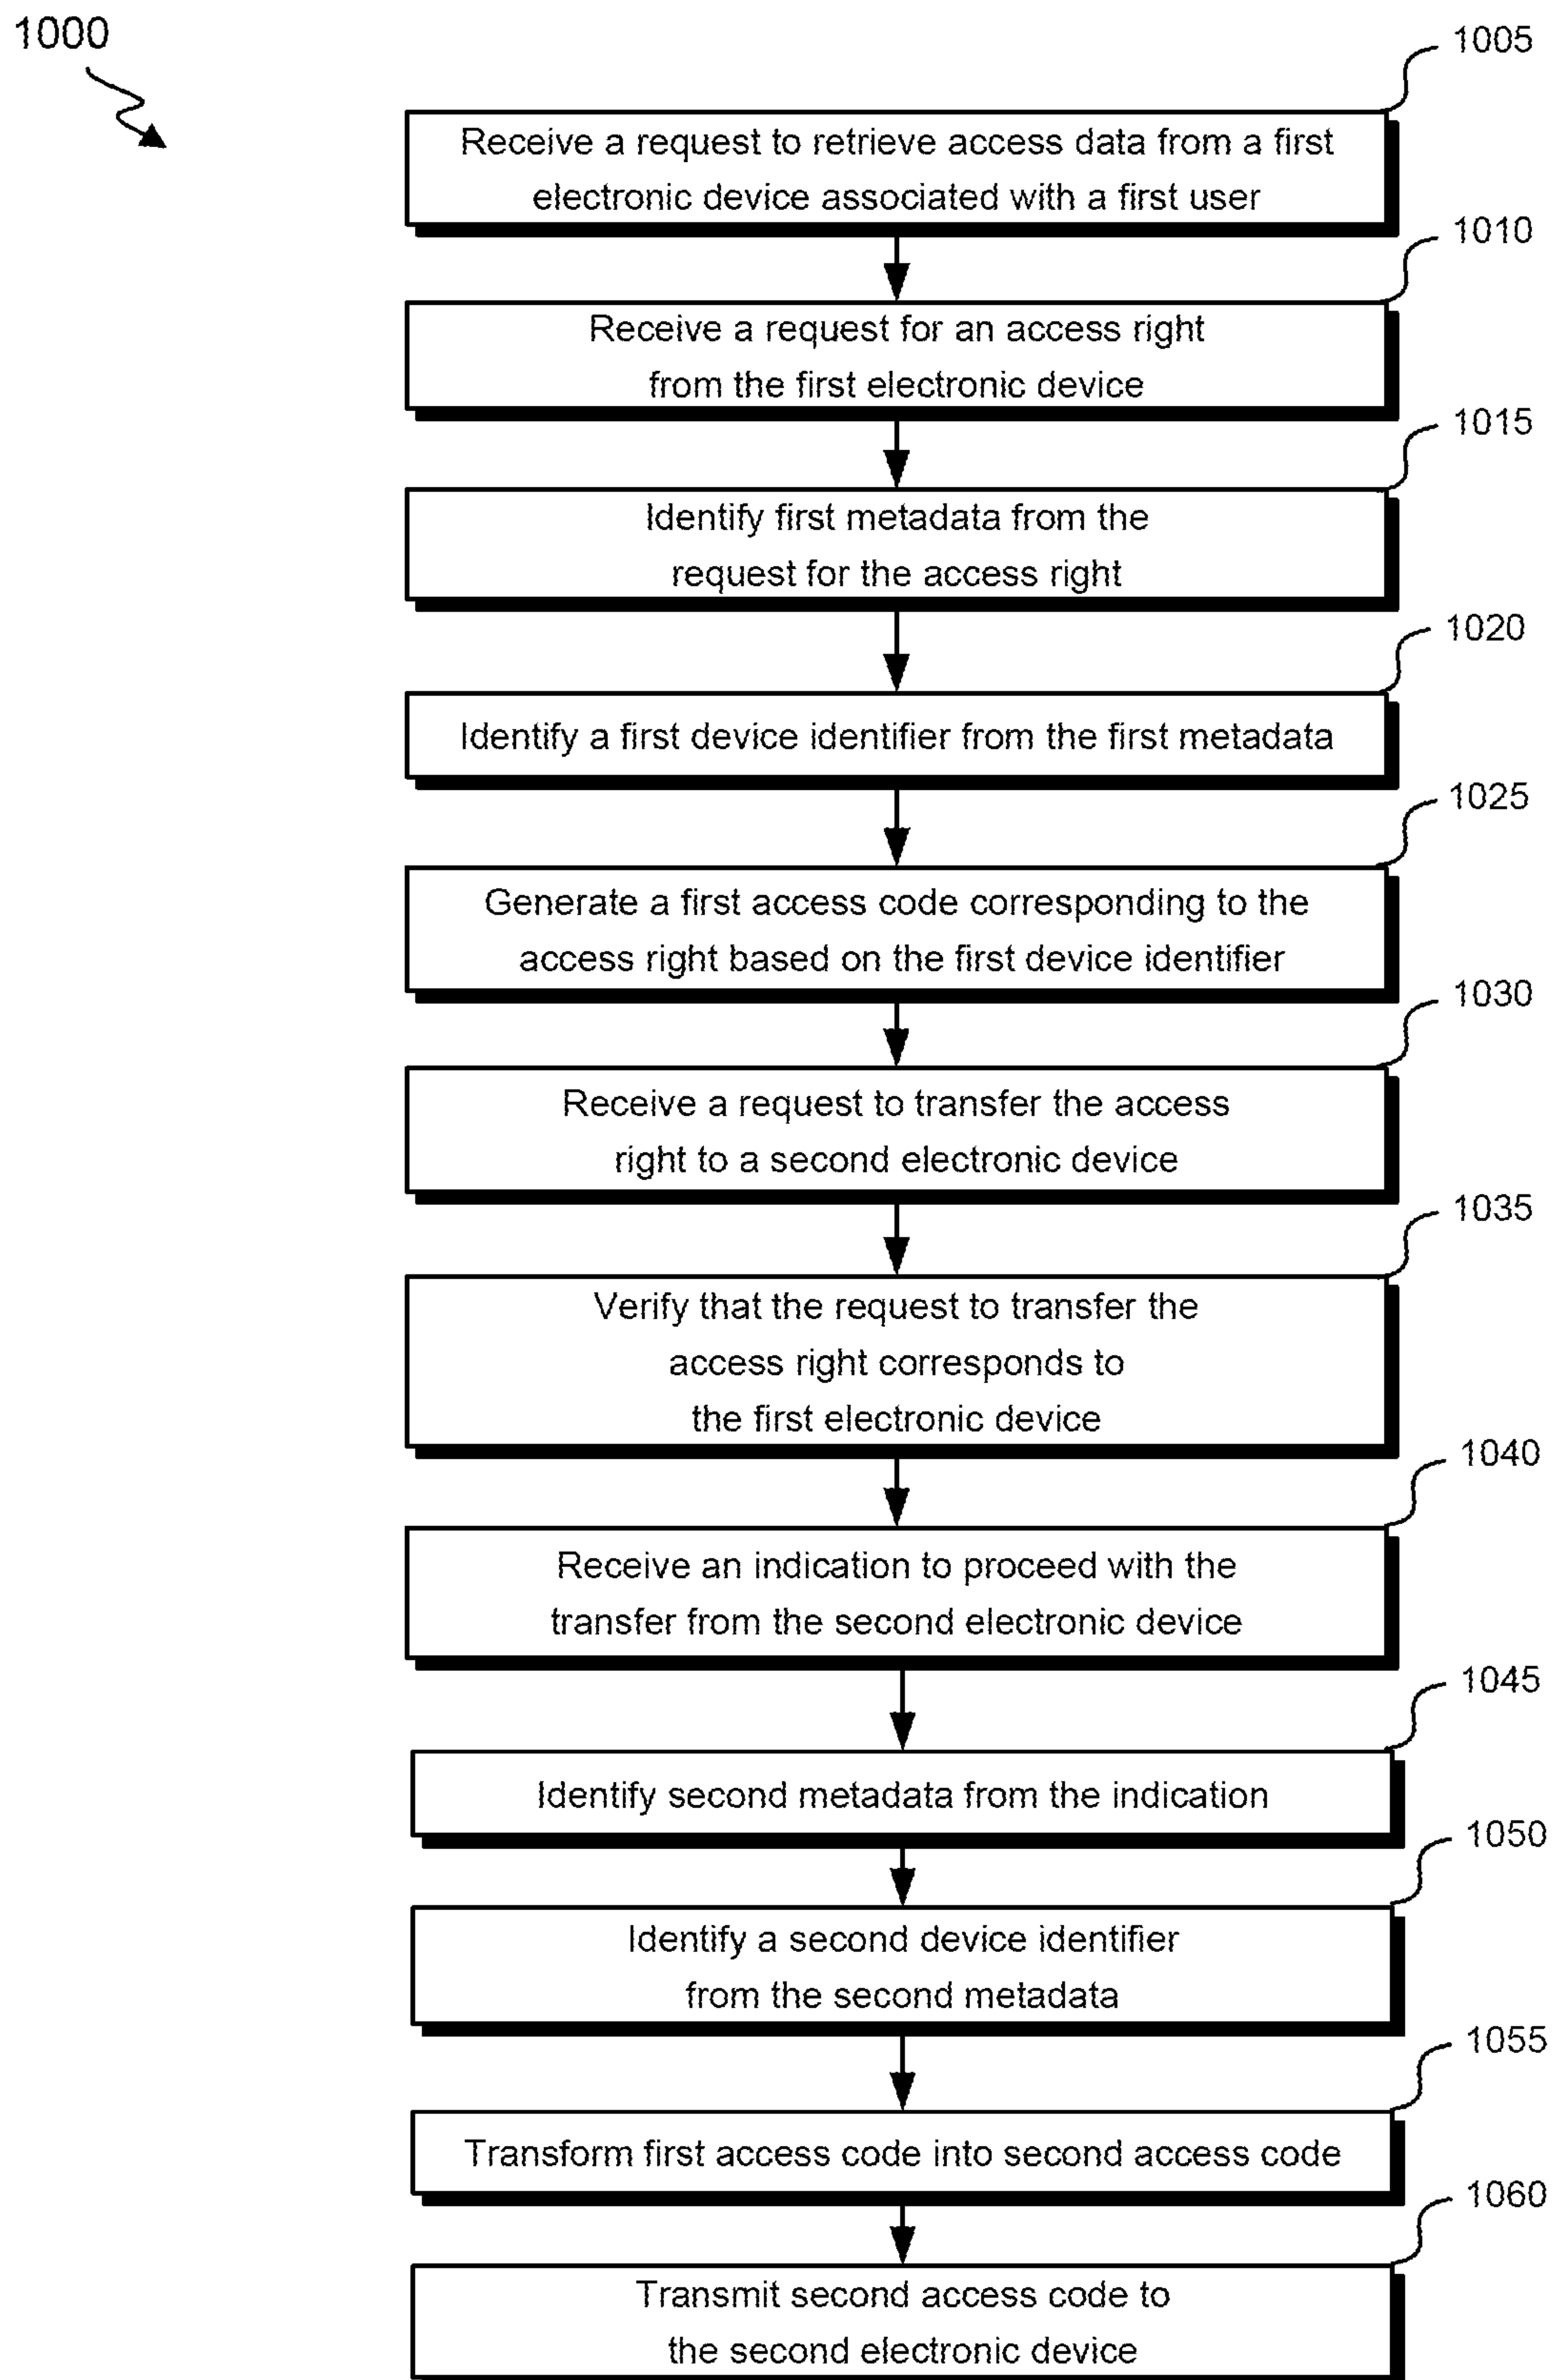 1000
1005
Receive a request to retrieve access data from a first
electronic device associated with a first user
1010
Receive a request for an access right
from the first electronic device
1015
Identify first metadata from the
request for the access right
1020
Identify a first device identifier from the first metadata
1025
Generate a first access code corresponding to the
access right based on the first device identifier
1030
Receive a request to transfer the access
right to a second electronic device
1035
Verify that the request to transfer the
access right corresponds to
the first electronic device
1040
Receive an indication to proceed with the
transfer from the second electronic device
1045
Identify second metadata from the indication
1050
Identify a second device identifier
from the second metadata
1055
Transform first access code into second access code
1060
Transmit second access code to
the second electronic device